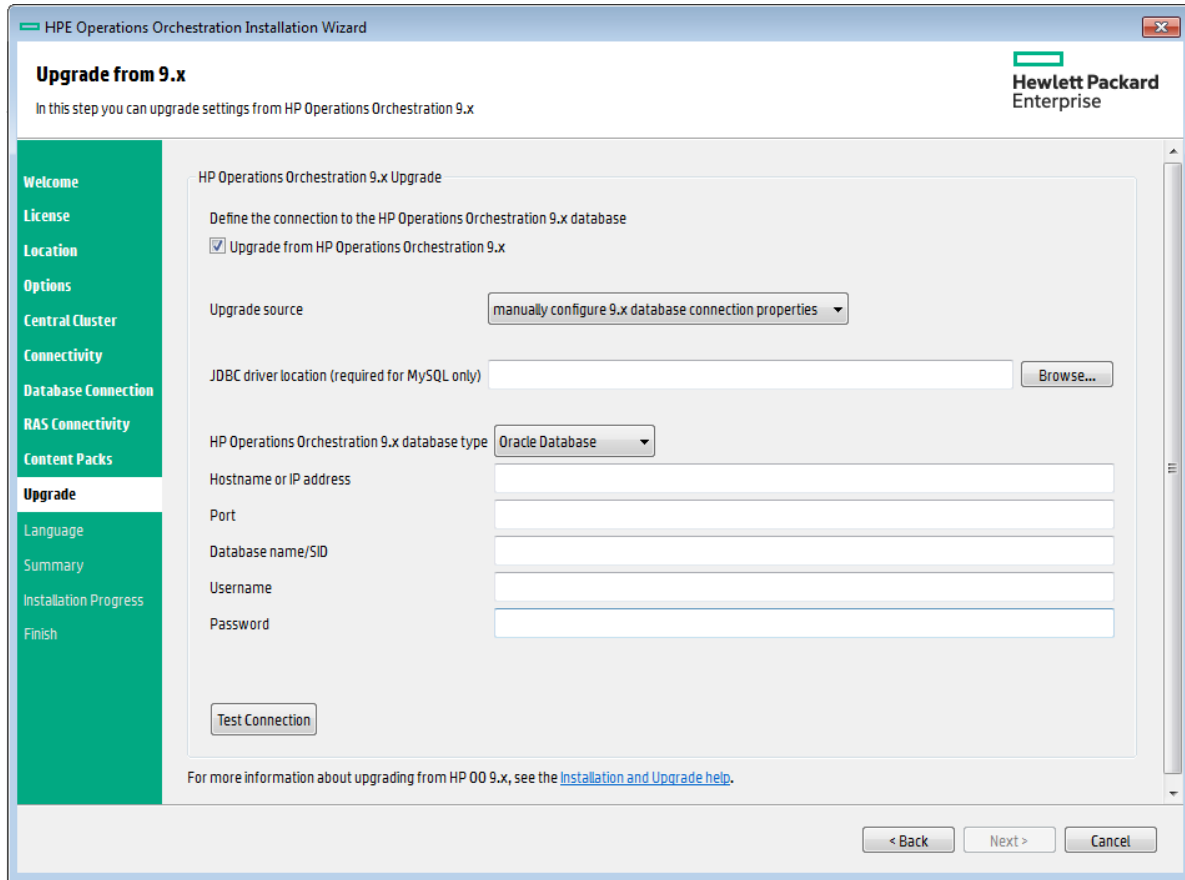 HPE Operations Orchestration Installation Wizard
Upgrade from 9.x
In this step you can upgrade settings from HP Operations Orchestration 9.x
Hewlett Packard
Enterprise
Welcome
License
Location
Options
Central Cluster
Connectivity
Database Connection
RAS Connectivity
Content Packs
Upgrade
Language
Summary
Installation Progress
Finish
HP Operations Orchestration 9.x Upgrade
Define the connection to the HP Operations Orchestration 9.x database
Upgrade from HP Operations Orchestration 9.x
Upgrade source manually configure 9.x database connection properties
JDBC driver location (required for MySQL only) Browse...
HP Operations Orchestration 9.x database type Oracle Database
Hostname or IP address
Port
Database name/SID
Username
Password
Test Connection
For more information about upgrading from HP OO 9.x, see the Installation and Upgrade help.
< Back Next > Cancel